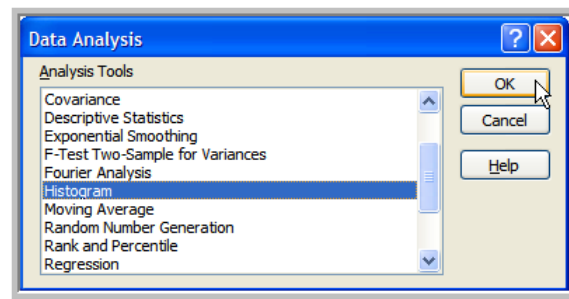 Data Analysis
?
Analysis Tools
Covariance
Descriptive Statistics
Exponential Smoothing
F-Test Two-Sample for Variances
Fourier Analysis
Histogram
Moving Average
Random Number Generation
Rank and Percentile
Regression
OK
Cancel
Help